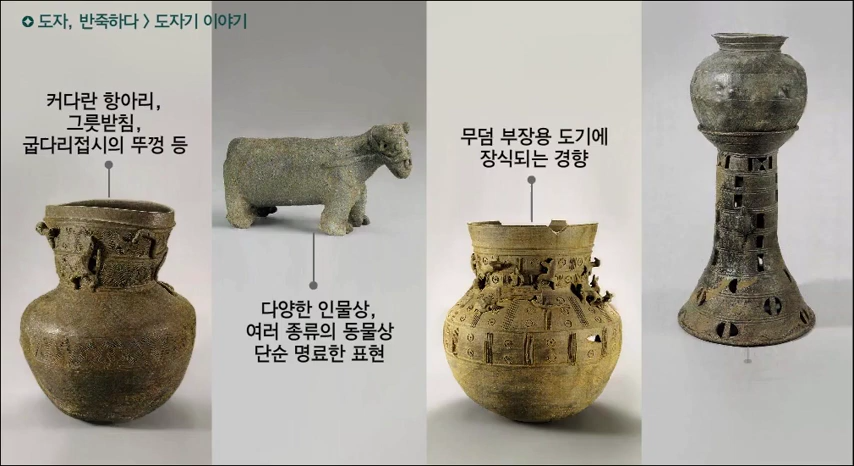 도자, 반죽하다 > 도자기 이야기
커다란 항아리,
그릇받침,
굽다리접시의 뚜껑 등
다양한 인물상,
여러 종류의 동물상
단순 명료한 표현
무덤 부장용 도기에
장식되는 경향